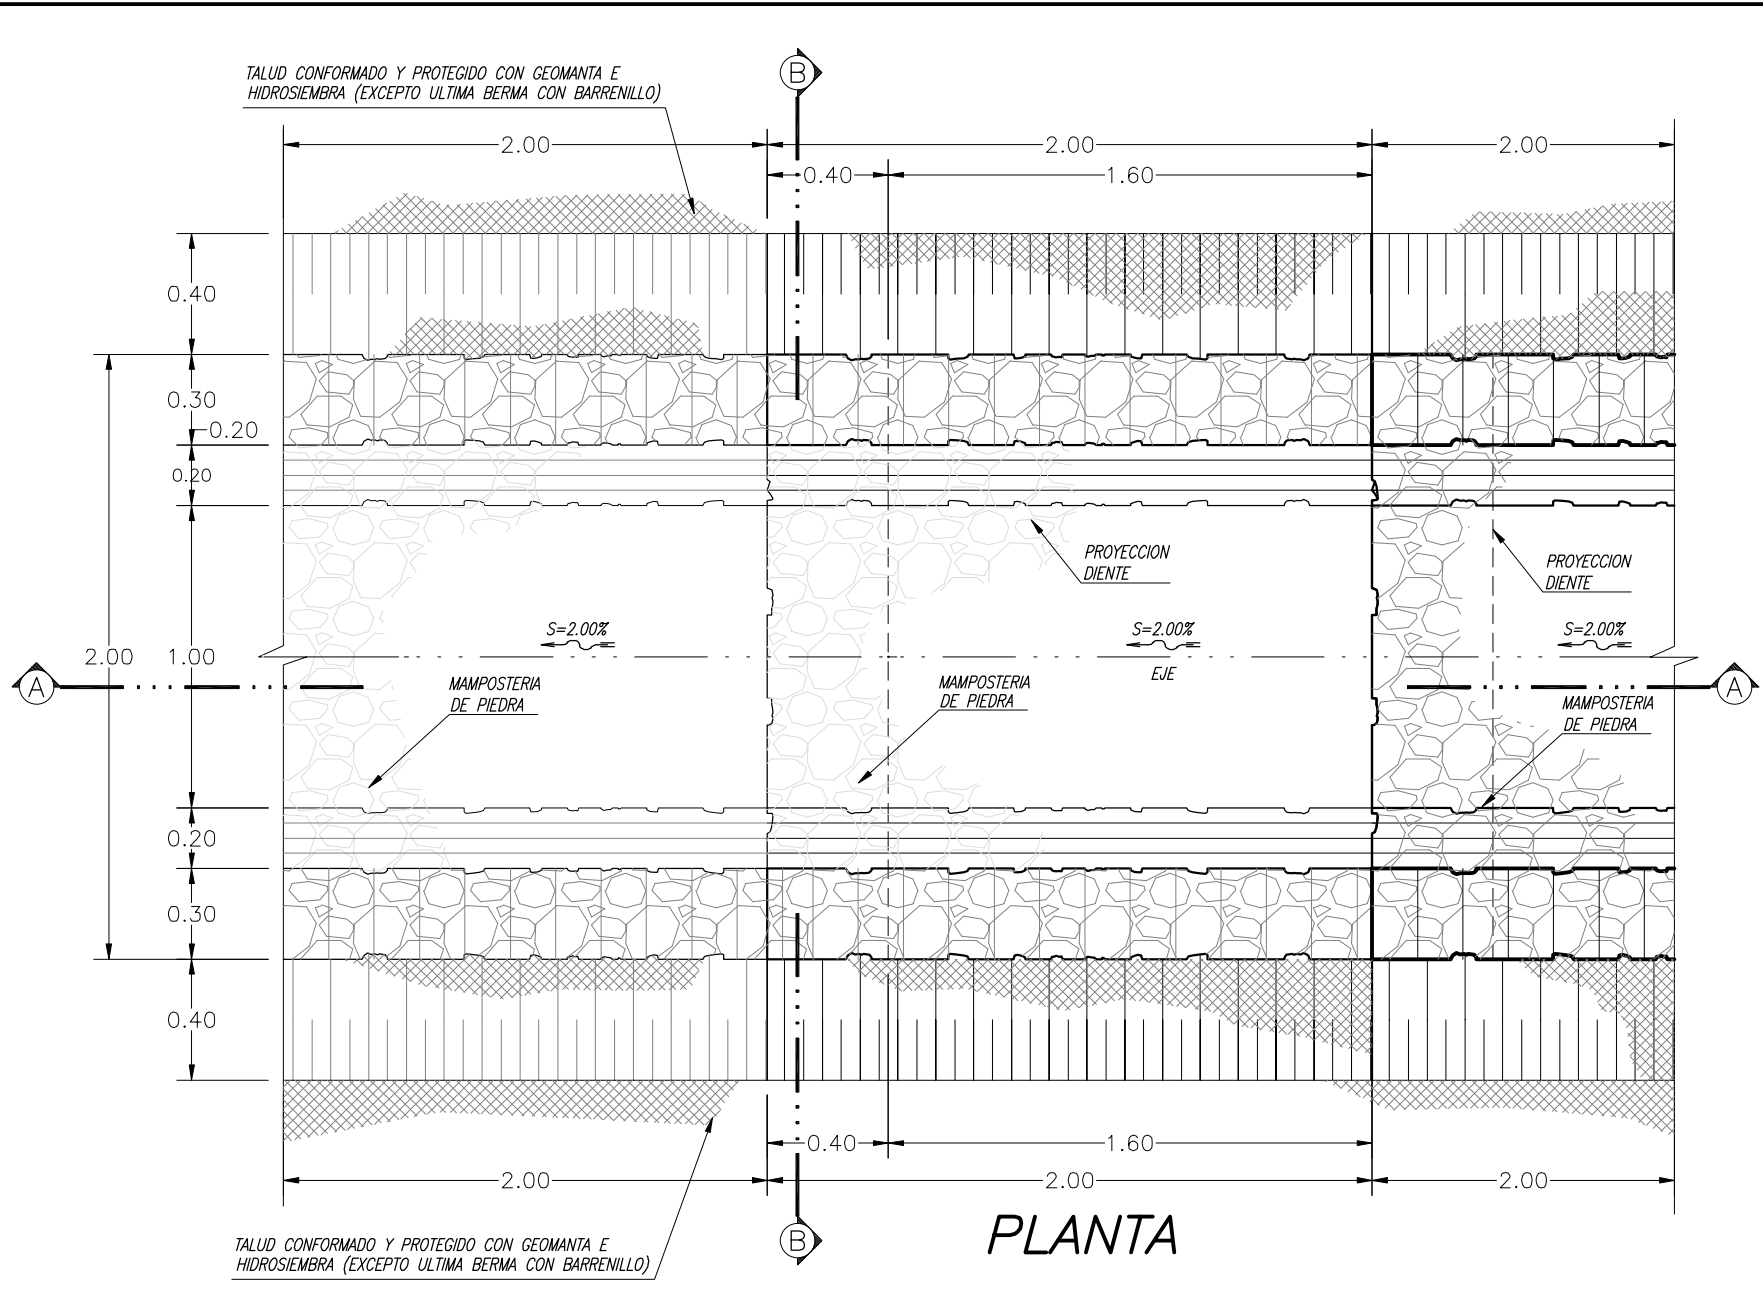 B
TALUD CONFORMADO Y PROTEGIDO CON GEOMANTA E
HIDROSIEMBRA (EXCEPTO ULTIMA BERMA CON BARRENILLO)
2.00
2.00
2.00
0.40
1.60
0.40
0.30
0.20
0.20
PROYECCION
DIENTE
PROYECCION
DIENTE
S=2.00%
S=2.00%
S=2.00%
2.00
1.00
EJE
A
A
MAMPOSTERIA
DE PIEDRA
MAMPOSTERIA
DE PIEDRA
MAMPOSTERIA
DE PIEDRA
0.20
0.30
0.40
0.40
1.60
2.00
2.00
2.00
B
PLANTA
TALUD CONFORMADO Y PROTEGIDO CON GEOMANTA E
HIDROSIEMBRA (EXCEPTO ULTIMA BERMA CON BARRENILLO)